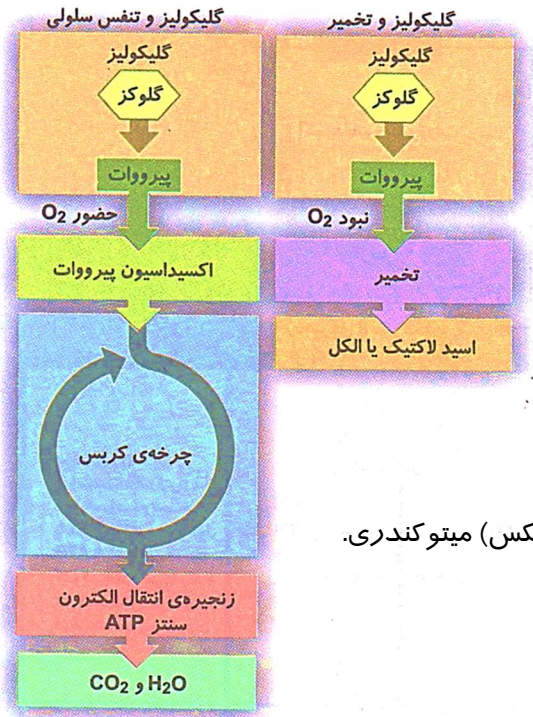 گلیکولیز و تخمیر
گلیکولیز
گلوکز
پیرووات
نبود O2
تخمیر
اسید لاکتیک یا الکل
گلیکولیز و تنفس سلولی
گلیکولیز
گلوکز
پیرووات
حضور O2
اکسیداسیون پیرووات
چرخه‌ی کربس
زنجیره‌ی انتقال الکترون
سنتز ATP
CO2 و H2O
کس) میتوکندری.